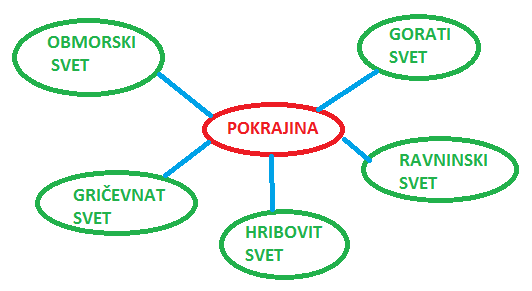 OBMORSKI
SVET
GORATI
SVET
POKRAJINA
RAVNINSKI
SVET
GRIČEVNAT
SVET
HRIBOVIT
SVET